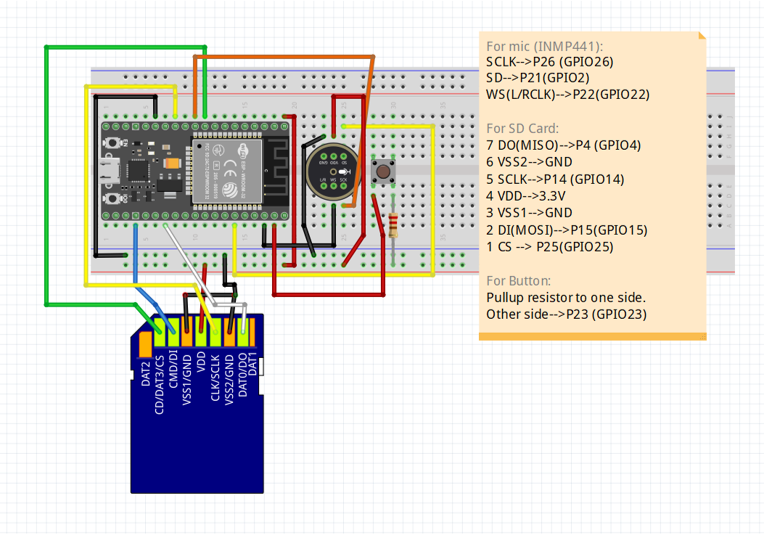 For mic (INMP441):
SCLK-->P26 (GPIO26)
SD-->P21(GPIO2)
WS(L/RCLK)-->P22(GPIO22)
For SD Card:
7 DO(MISO)-->P4 (GPIO4)
6 VSS2-->GND
5 SCLK-->P14 (GPIO14)
4 VDD-->3.3V
3 VSS1-->GND
2 DI(MOSI)-->P15(GPIO15)
1 CS --> P25(GPIO25)
For Button:
Pullup resistor to one side.
Other side-->P23 (GPIO23)
DAT2
CD/DAT3/CS
CMD/DI
VSS1/GND
VDD
CLK/SCLK
VSS2/GND
DAT0/DO
DAT1